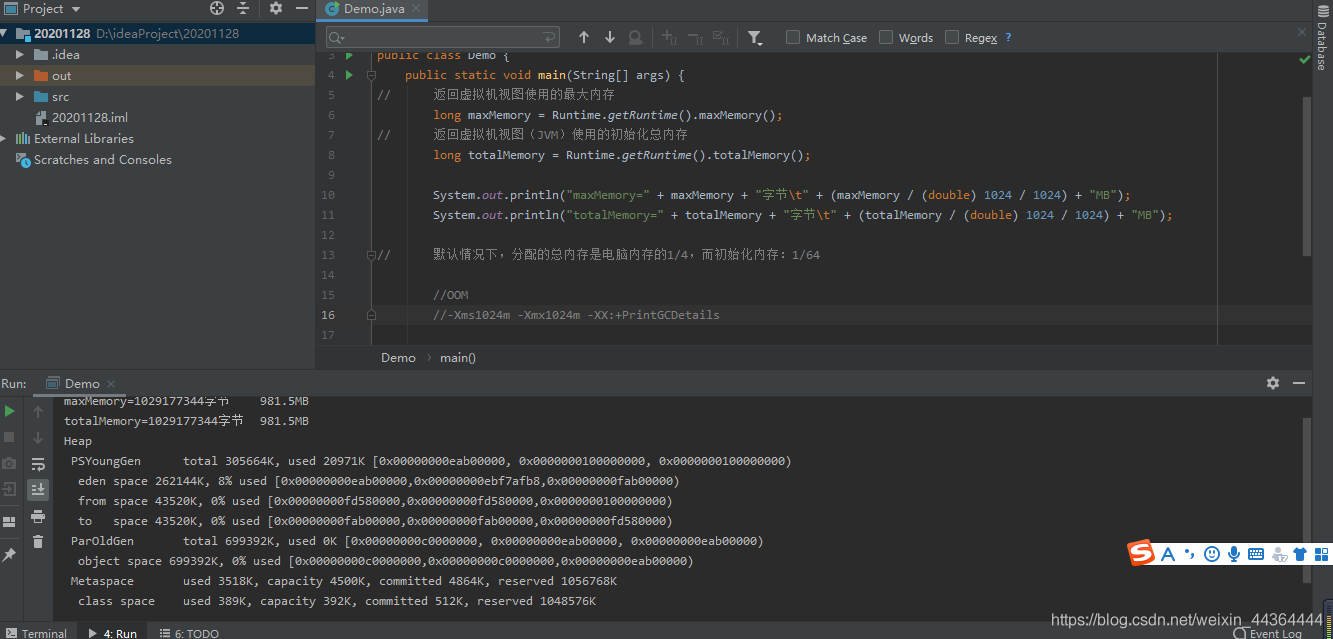 Project
Demo.java
20201128 D:\ideaProject\20201128
.idea
out
src
20201128.iml
External Libraries
Scratches and Consoles
Match Case
Words
Regex ?
Database
3 public class Demo {
4 public static void main(String[] args) {
5 // 返回虚拟机视图使用的最大内存
6 long maxMemory = Runtime.getRuntime().maxMemory();
7 // 返回虚拟机视图（JVM）使用的初始化总内存
8 long totalMemory = Runtime.getRuntime().totalMemory();
9
10 System.out.println("maxMemory=" + maxMemory + "字节\t" + (maxMemory / (double) 1024 / 1024) + "MB");
11 System.out.println("totalMemory=" + totalMemory + "字节\t" + (totalMemory / (double) 1024 / 1024) + "MB");
12
13 // 默认情况下，分配的总内存是电脑内存的1/4，而初始化内存：1/64
14
15 //OOM
16 //-Xms1024m -Xmx1024m -XX:+PrintGCDetails
17
Demo › main()
Run: Demo
maxMemory=1029177344字节 981.5MB
totalMemory=1029177344字节 981.5MB
Heap
PSYoungGen total 305664K, used 20971K [0x00000000eab00000, 0x0000000100000000, 0x0000000100000000)
eden space 262144K, 8% used [0x00000000eab00000,0x00000000ebf7afb8,0x00000000fab00000)
from space 43520K, 0% used [0x00000000fd580000,0x00000000fd580000,0x0000000100000000)
to space 43520K, 0% used [0x00000000fab00000,0x00000000fab00000,0x00000000fd580000)
ParOldGen total 699392K, used 0K [0x00000000c0000000, 0x00000000eab00000, 0x00000000eab00000)
object space 699392K, 0% used [0x00000000c0000000,0x00000000c0000000,0x00000000eab00000)
Metaspace used 3518K, capacity 4500K, committed 4864K, reserved 1056768K
class space used 389K, capacity 392K, committed 512K, reserved 1048576K
https://blog.csdn.net/weixin_44364444
Terminal
4: Run
6: TODO
Event Log